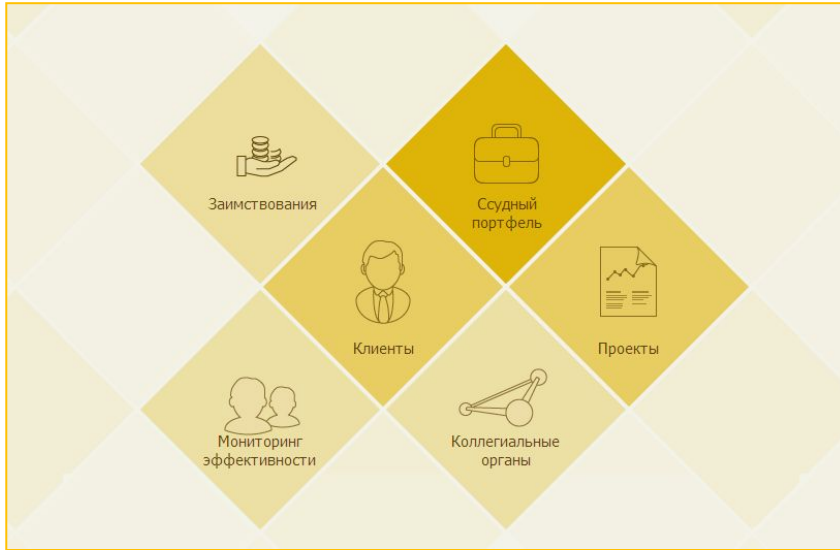 Заимствования
Ссудный
портфель
Клиенты
Проекты
Мониторинг
эффективности
Коллегиальные
органы